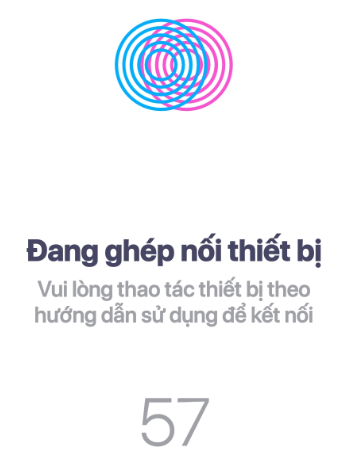 Đang ghép nối thiết bị
Vui lòng thao tác thiết bị theo
hướng dẫn sử dụng để kết nối
57